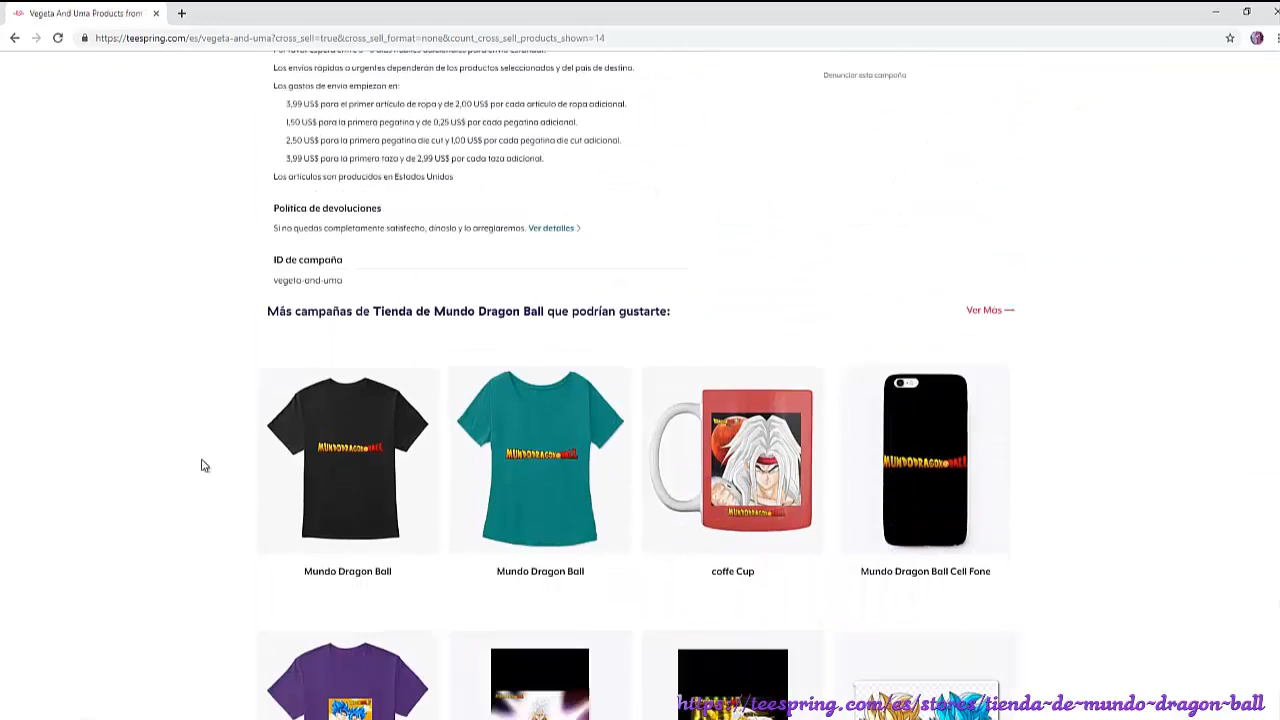 Vegeta And Uma Products from
https://teespring.com/es/vegeta-and-uma?cross_sell=true&cross_sell_format=none&count_cross_sell_products_shown=14
Los envíos rápidos o urgentes dependerán de los productos seleccionados y del país de destino.
Denunciar esta campaña
Los gastos de envío empiezan en:
3,99 US$ para el primer artículo de ropa y de 2,00 US$ por cada artículo de ropa adicional.
1,50 US$ para la primera pegatina y de 0,25 US$ por cada pegatina adicional.
2,50 US$ para la primera pegatina die cut y 1,00 US$ por cada pegatina die cut adicional.
3,99 US$ para la primera taza y de 2,99 US$ por cada taza adicional.
Los artículos son producidos en Estados Unidos
Política de devoluciones
Si no quedas completamente satisfecho, dínoslo y lo arreglaremos. Ver detalles >
ID de campaña
vegeta-and-uma
Más campañas de Tienda de Mundo Dragon Ball que podrían gustarte:
Ver Más
MUNDODRAGONBALL
MUNDODRAGONBALL
MUNDODRAGONBALL
MUNDODRAGONBALL
Mundo Dragon Ball
Mundo Dragon Ball
coffe Cup
Mundo Dragon Ball Cell Fone
https://teespring.com/es/stores/tienda-de-mundo-dragon-ball